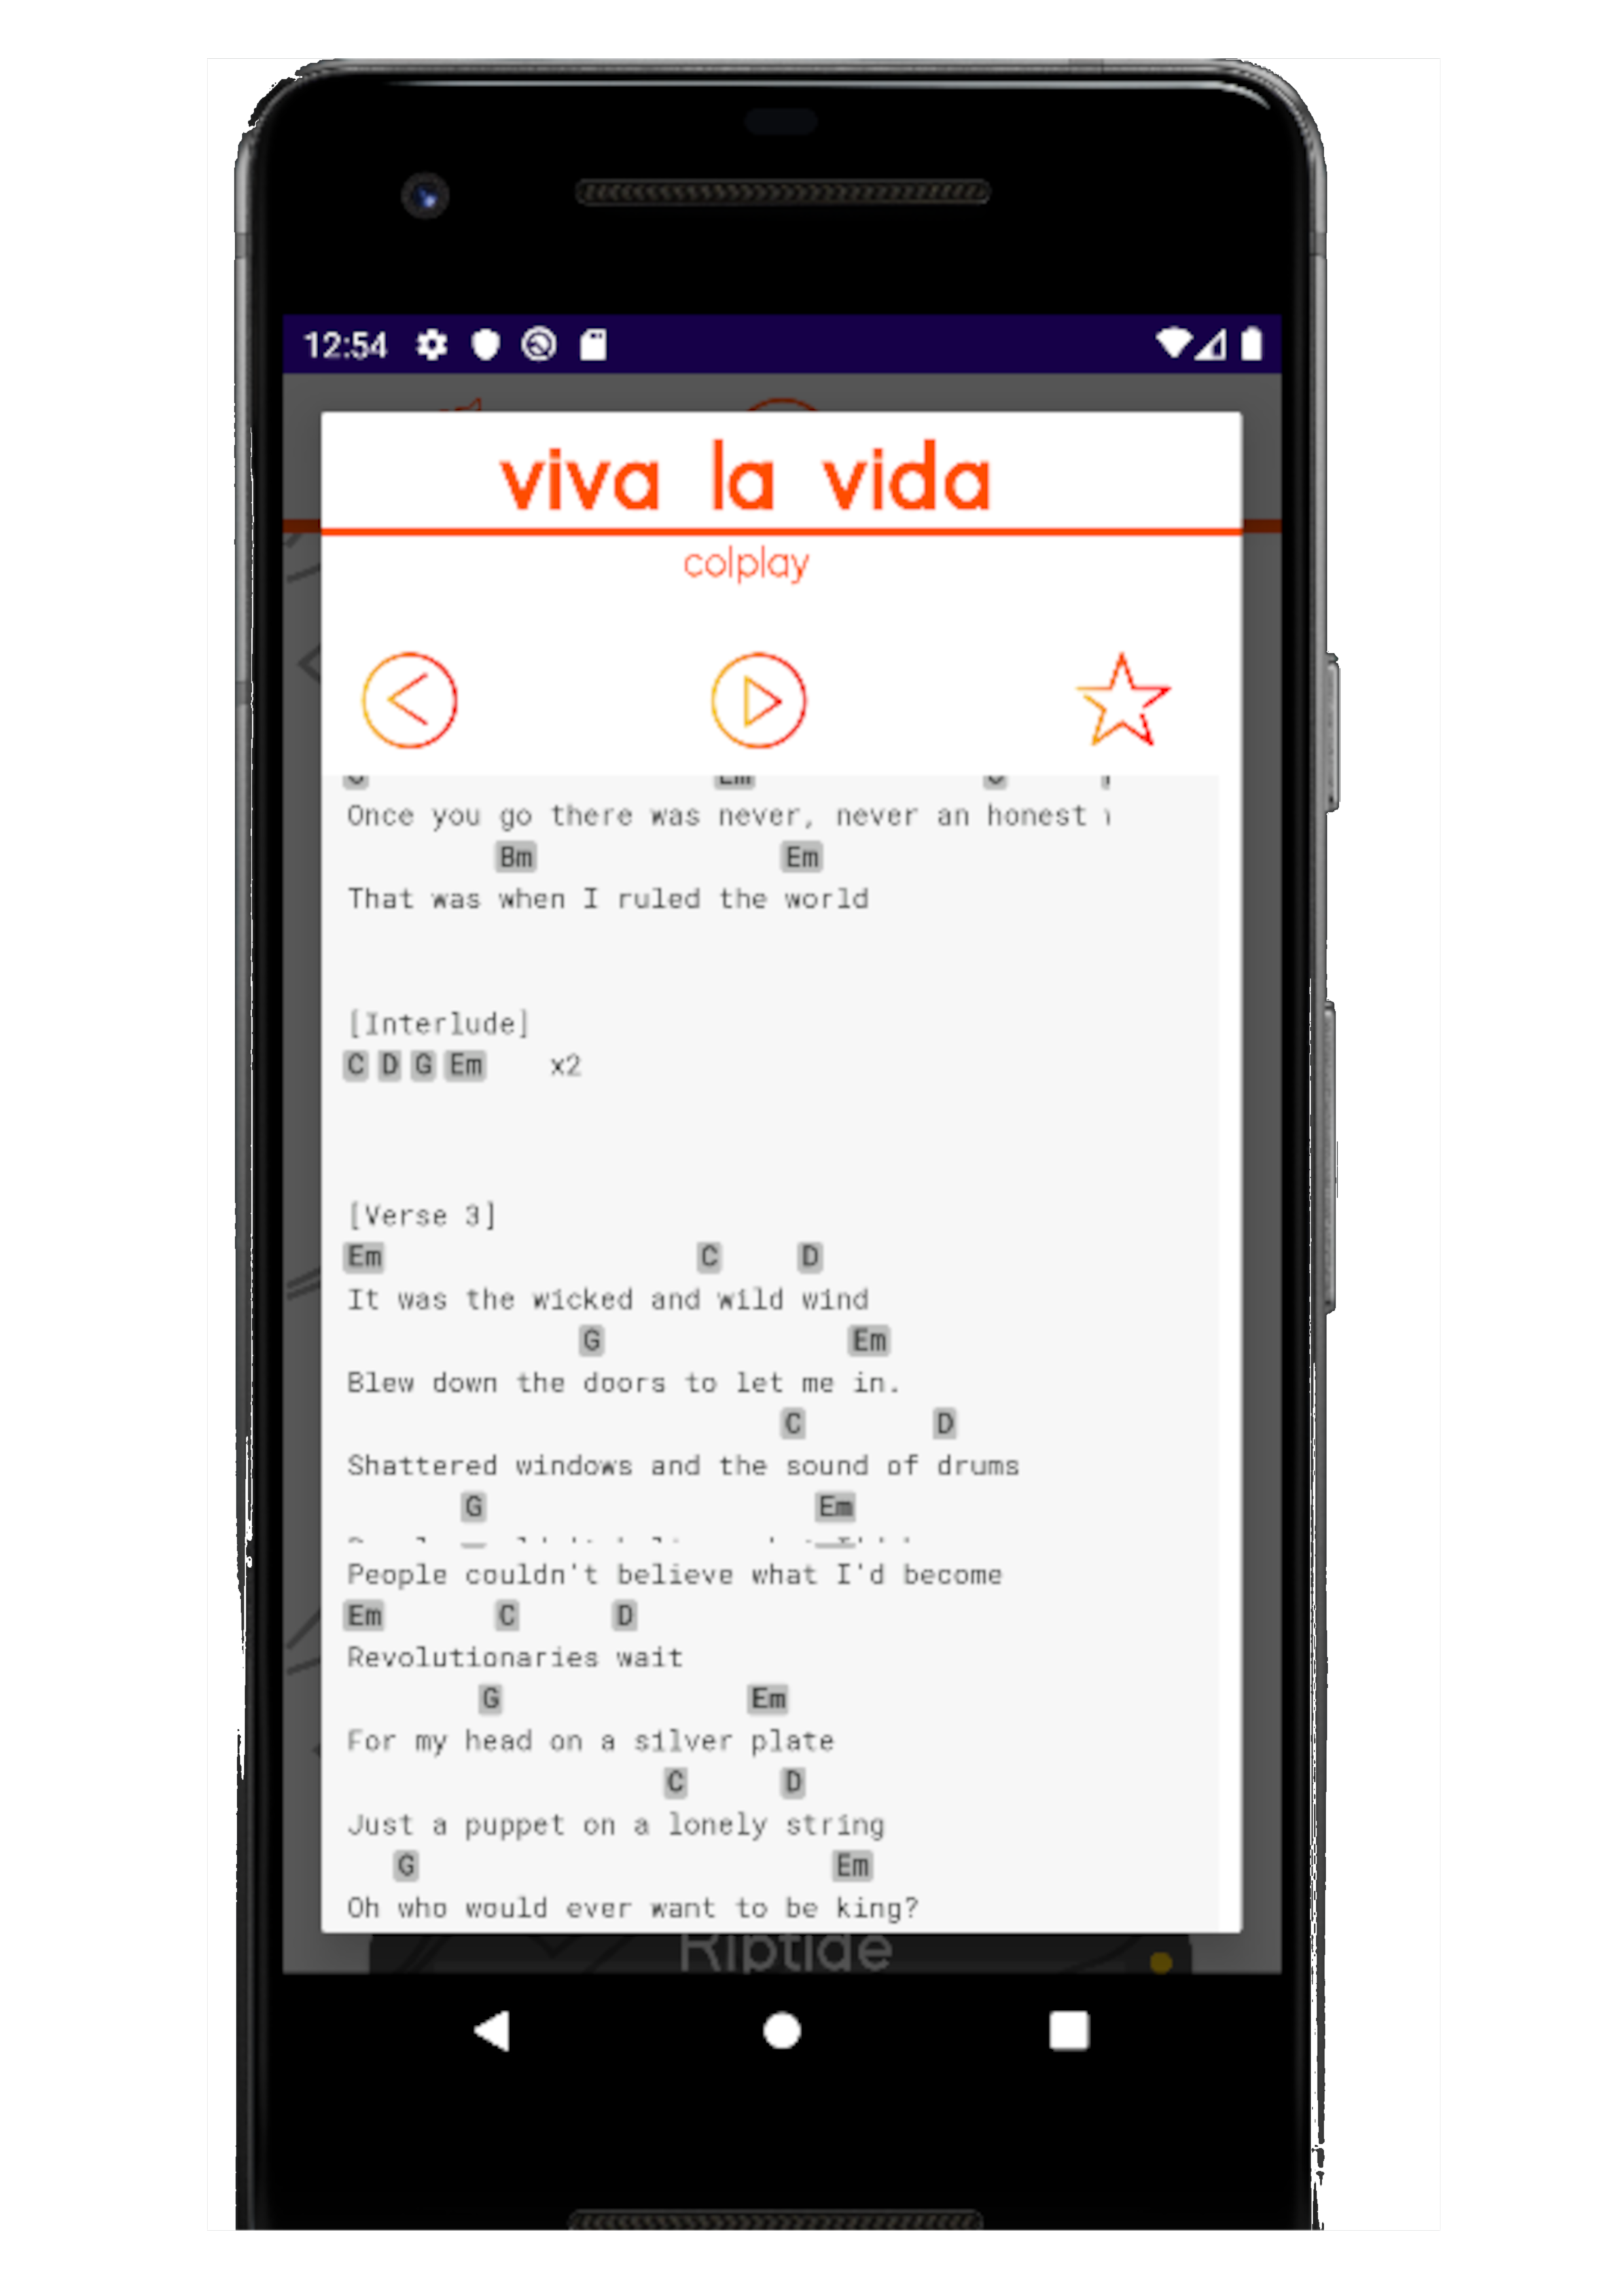 12:54
viva la vida
colplay
Em
Once you go there was never, never an honest
Bm Em
That was when I ruled the world
[Interlude]
C D G Em x2
[Verse 3]
Em C D
It was the wicked and wild wind
G Em
Blew down the doors to let me in.
C D
Shattered windows and the sound of drums
G Em
People couldn't believe what I'd become
Em C D
Revolutionaries wait
G Em
For my head on a silver plate
C D
Just a puppet on a lonely string
G Em
Oh who would ever want to be king?
Riptide